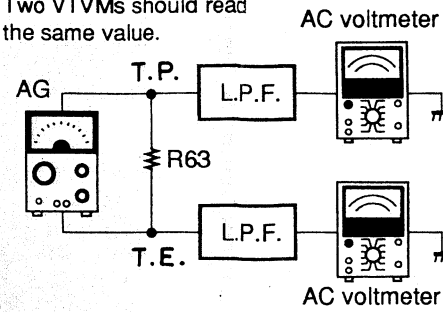 Two VTVMs should read
the same value.
AC voltmeter
T.P.
AG
L.P.F.
R63
L.P.F.
T.E.
AC voltmeter